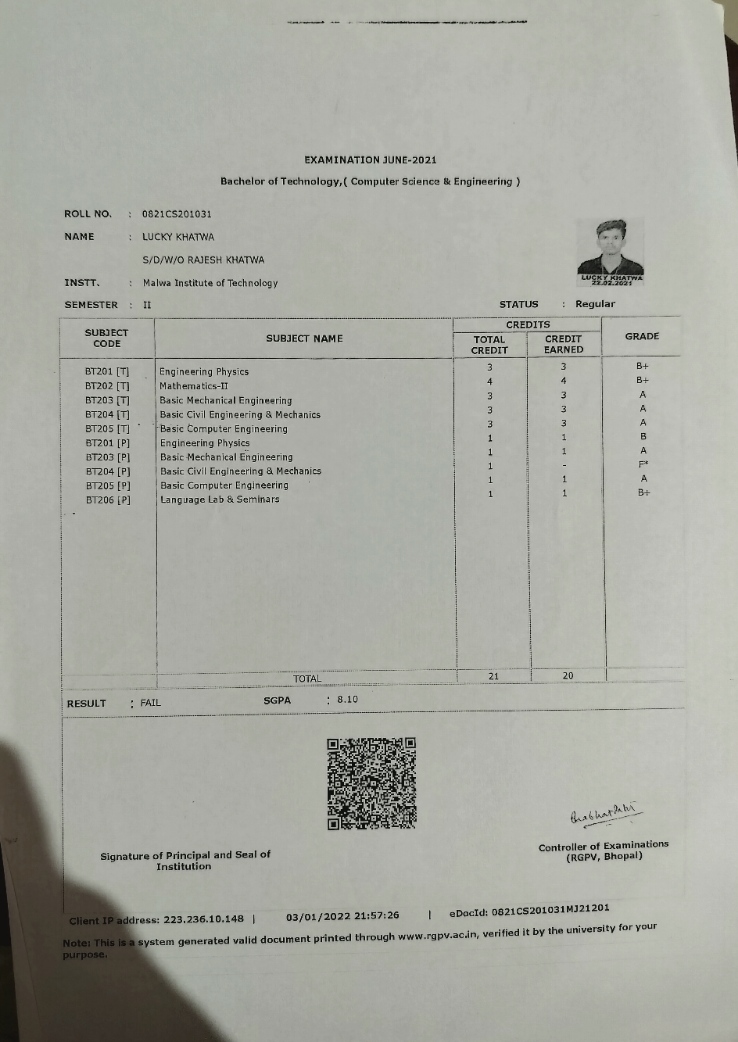 EXAMINATION JUNE-2021
Bachelor of Technology,( Computer Science & Engineering )
ROLL NO. : 0821CS201031
NAME : LUCKY KHATWA
S/D/W/O RAJESH KHATWA
LUCKY KHATWA
22.02.2021
INSTT. : Malwa Institute of Technology
SEMESTER : II STATUS : Regular
SUBJECT CODE SUBJECT NAME CREDITS TOTAL CREDIT CREDIT EARNED GRADE
BT201 [T] Engineering Physics 3 3 B+
BT202 [T] Mathematics-II 4 4 B+
BT203 [T] Basic Mechanical Engineering 3 3 A
BT204 [T] Basic Civil Engineering & Mechanics 3 3 A
BT205 [T] Basic Computer Engineering 3 3 A
BT201 [P] Engineering Physics 1 1 B
BT203 [P] Basic Mechanical Engineering 1 1 A
BT204 [P] Basic Civil Engineering & Mechanics 1 - F*
BT205 [P] Basic Computer Engineering 1 1 A
BT206 [P] Language Lab & Seminars 1 1 B+
TOTAL 21 20
RESULT : FAIL SGPA : 8.10
Signature of Principal and Seal of
Institution
Controller of Examinations
(RGPV, Bhopal)
Client IP address: 223.236.10.148 | 03/01/2022 21:57:26 | eDocId: 0821CS201031MJ21201
Note: This is a system generated valid document printed through www.rgpv.ac.in, verified it by the university for your
purpose.